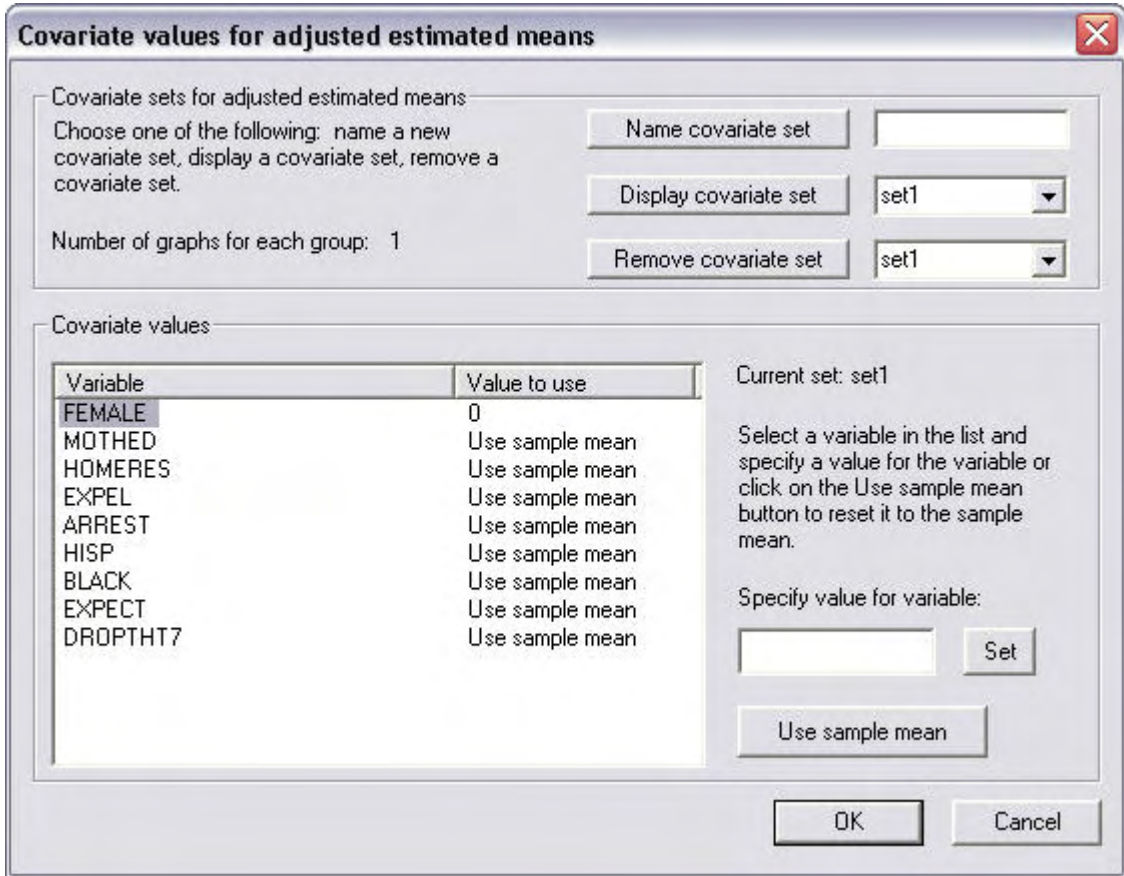 Covariate values for adjusted estimated means
Covariate sets for adjusted estimated means
Choose one of the following: name a new
covariate set, display a covariate set, remove a
covariate set.
Number of graphs for each group: 1
Name covariate set
Display covariate set set1
Remove covariate set set1
Covariate values
Variable Value to use
FEMALE 0
MOTHED Use sample mean
HOMERES Use sample mean
EXPEL Use sample mean
ARREST Use sample mean
HISP Use sample mean
BLACK Use sample mean
EXPECT Use sample mean
DROPTHT7 Use sample mean
Current set: set1
Select a variable in the list and
specify a value for the variable or
click on the Use sample mean
button to reset it to the sample
mean.
Specify value for variable:
Set
Use sample mean
OK Cancel